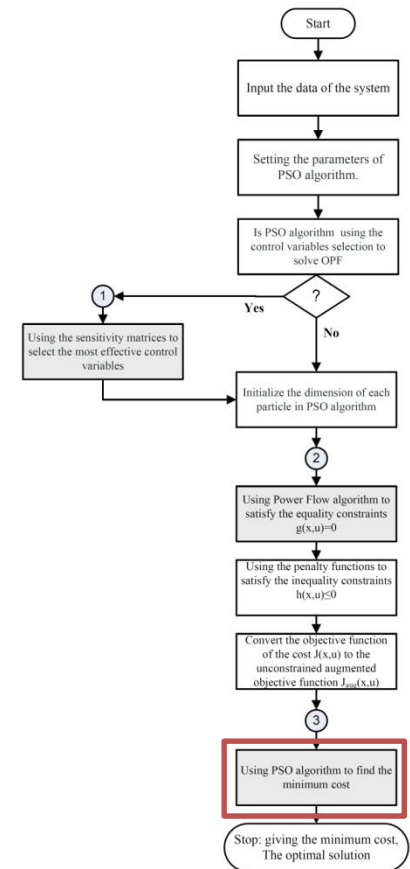 Start
Input the data of the system
Setting the parameters of
PSO algorithm.
Is PSO algorithm using the
control variables selection to
solve OPF
?
1
Yes
No
Using the sensitivity matrices to
select the most effective control
variables
Initialize the dimension of each
particle in PSO algorithm
2
Using Power Flow algorithm to
satisfy the equality constraints
g(x,u)=0
Using the penalty functions to
satisfy the inequality constraints
h(x,u)≤0
Convert the objective function
of the cost J(x,u) to the
unconstrained augmented
objective function Jaug(x,u)
3
Using PSO algorithm to find the
minimum cost
Stop: giving the minimum cost,
The optimal solution